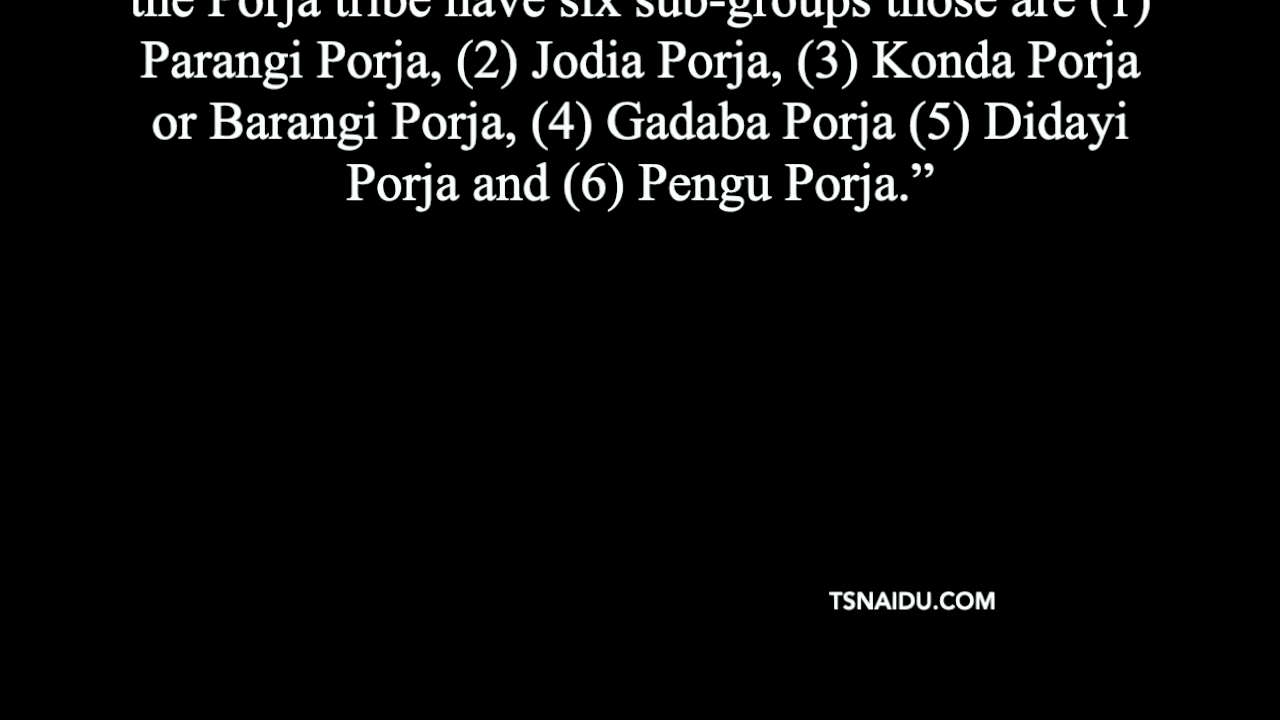 the Porja tribe have six sub-groups those are (1)
Parangi Porja, (2) Jodia Porja, (3) Konda Porja
or Barangi Porja, (4) Gadaba Porja (5) Didayi
Porja and (6) Pengu Porja.”
TSNAIDU.COM